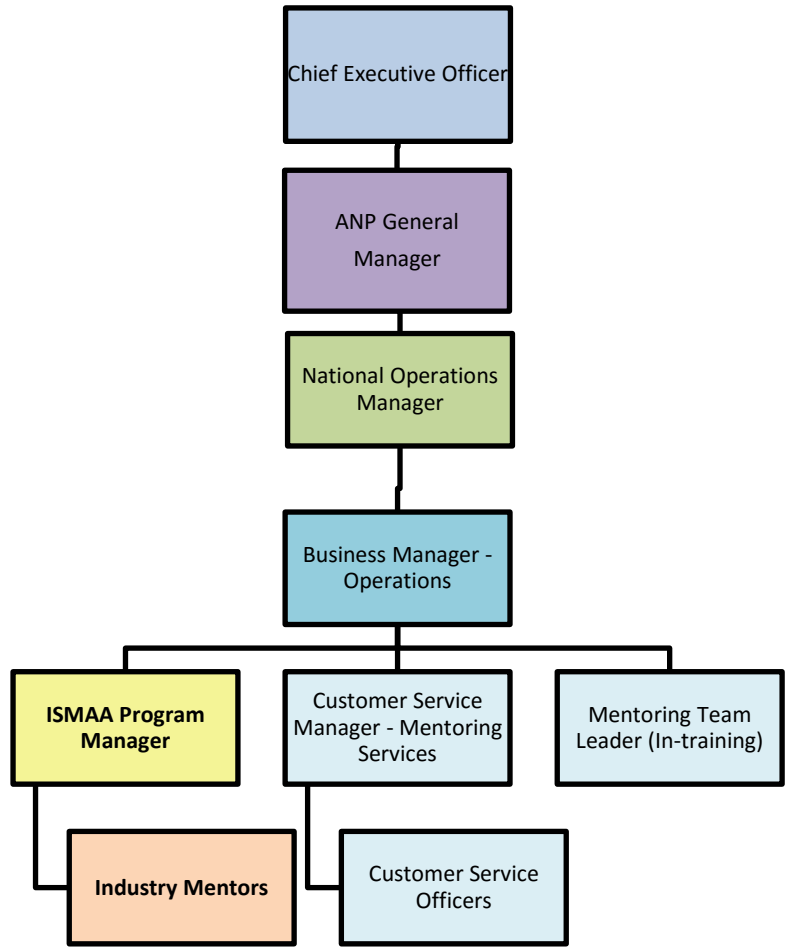 Chief Executive Officer
ANP General
Manager
National Operations
Manager
Business Manager -
Operations
ISMAA Program
Manager
Customer Service
Manager - Mentoring
Services
Mentoring Team
Leader (In-training)
Industry Mentors
Customer Service
Officers